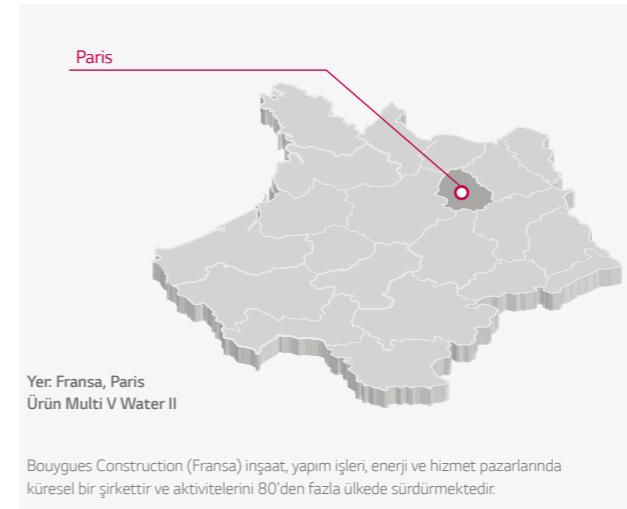 Paris
Yer: Fransa, Paris
Ürün Multi V Water II
Bouygues Construction (Fransa) inşaat, yapım işleri, enerji ve hizmet pazarlarında
küresel bir şirkettir ve aktivitelerini 80'den fazla ülkede sürdürmektedir.